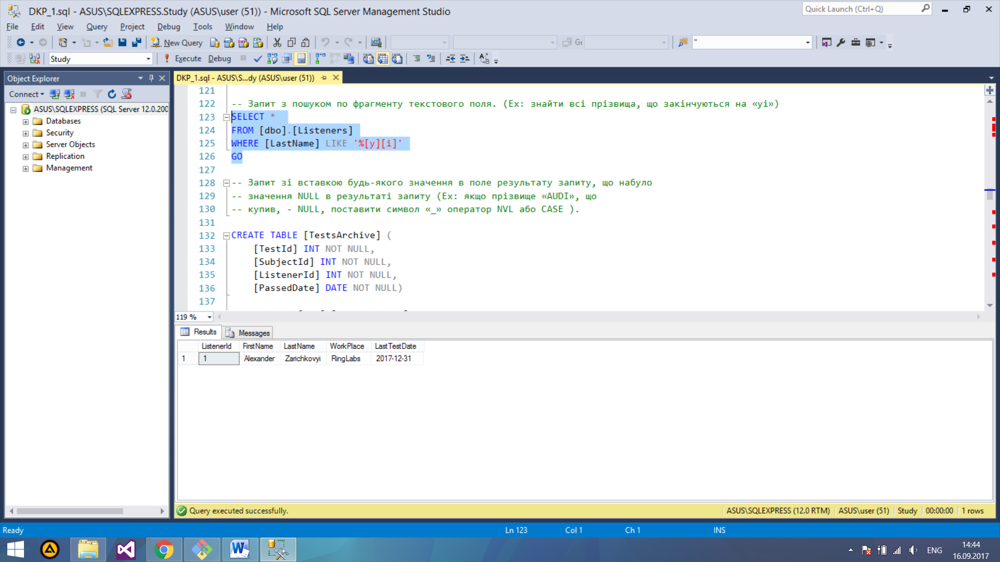 DKP_1.sql - ASUS\SQLEXPRESS.Study (ASUS\user (51)) - Microsoft SQL Server Management Studio
Quick Launch (Ctrl+Q)
File Edit View Query Project Debug Tools Window Help
New Query
"
Study
Execute Debug
Object Explorer
DKP_1.sql - ASUS\S...dy (ASUS\user (51))
Connect
ASUS\SQLEXPRESS (SQL Server 12.0.200
Databases
Security
Server Objects
Replication
Management
121
122 -- Запит з пошуком по фрагменту текстового поля. (Ex: знайти всі прізвища, що закінчуються на «yi»)
123 SELECT *
124 FROM [dbo].[Listeners]
125 WHERE [LastName] LIKE '%[y][i]'
126 GO
127
128 -- Запит зі вставкою будь-якого значення в поле результату запиту, що набуло
129 -- значення NULL в результаті запиту (Ex: якщо прізвище «AUDI», що
130 -- купив, - NULL, поставити символ «_» оператор NVL або CASE ).
131
132 CREATE TABLE [TestsArchive] (
133 [TestId] INT NOT NULL,
134 [SubjectId] INT NOT NULL,
135 [ListenerId] INT NOT NULL,
136 [PassedDate] DATE NOT NULL)
137
119 %
Results Messages
ListenerId FirstName LastName WorkPlace LastTestDate
1 1 Alexander Zarichkovyi RingLabs 2017-12-31
Query executed successfully.
ASUS\SQLEXPRESS (12.0 RTM) ASUS\user (51) Study 00:00:00 1 rows
Ready Ln 123 Col 1 Ch 1 INS
ENG
14:44
16.09.2017